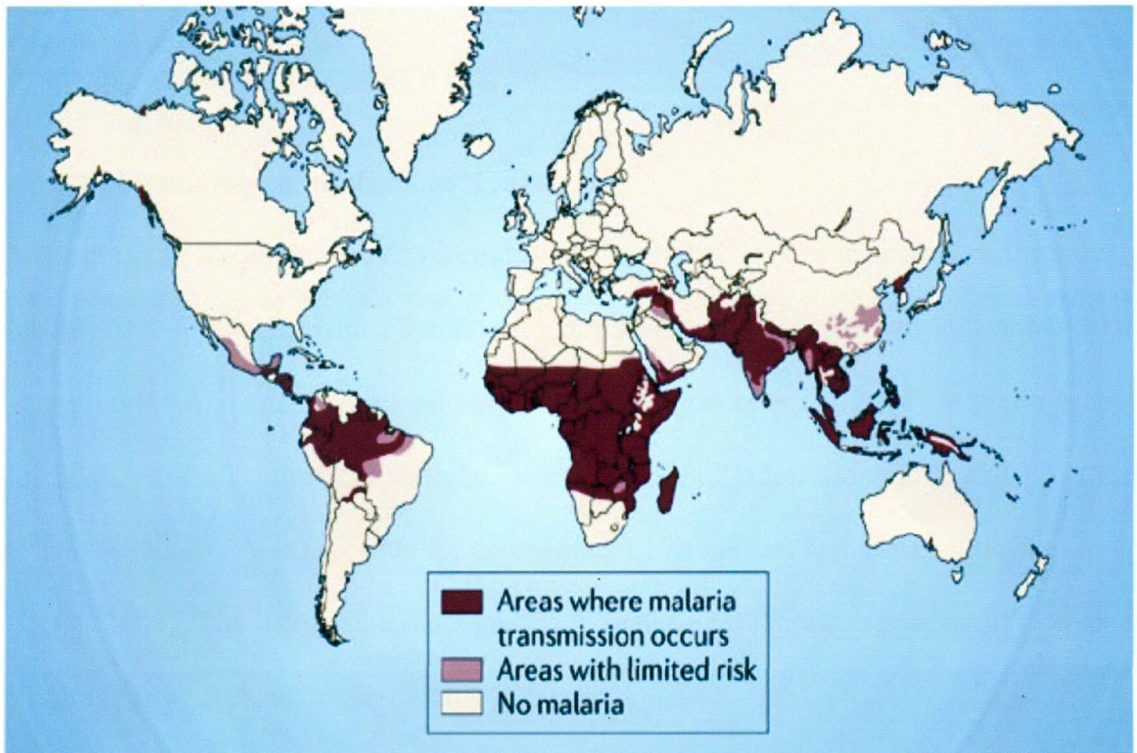 Areas where malaria
transmission occurs
Areas with limited risk
No malaria